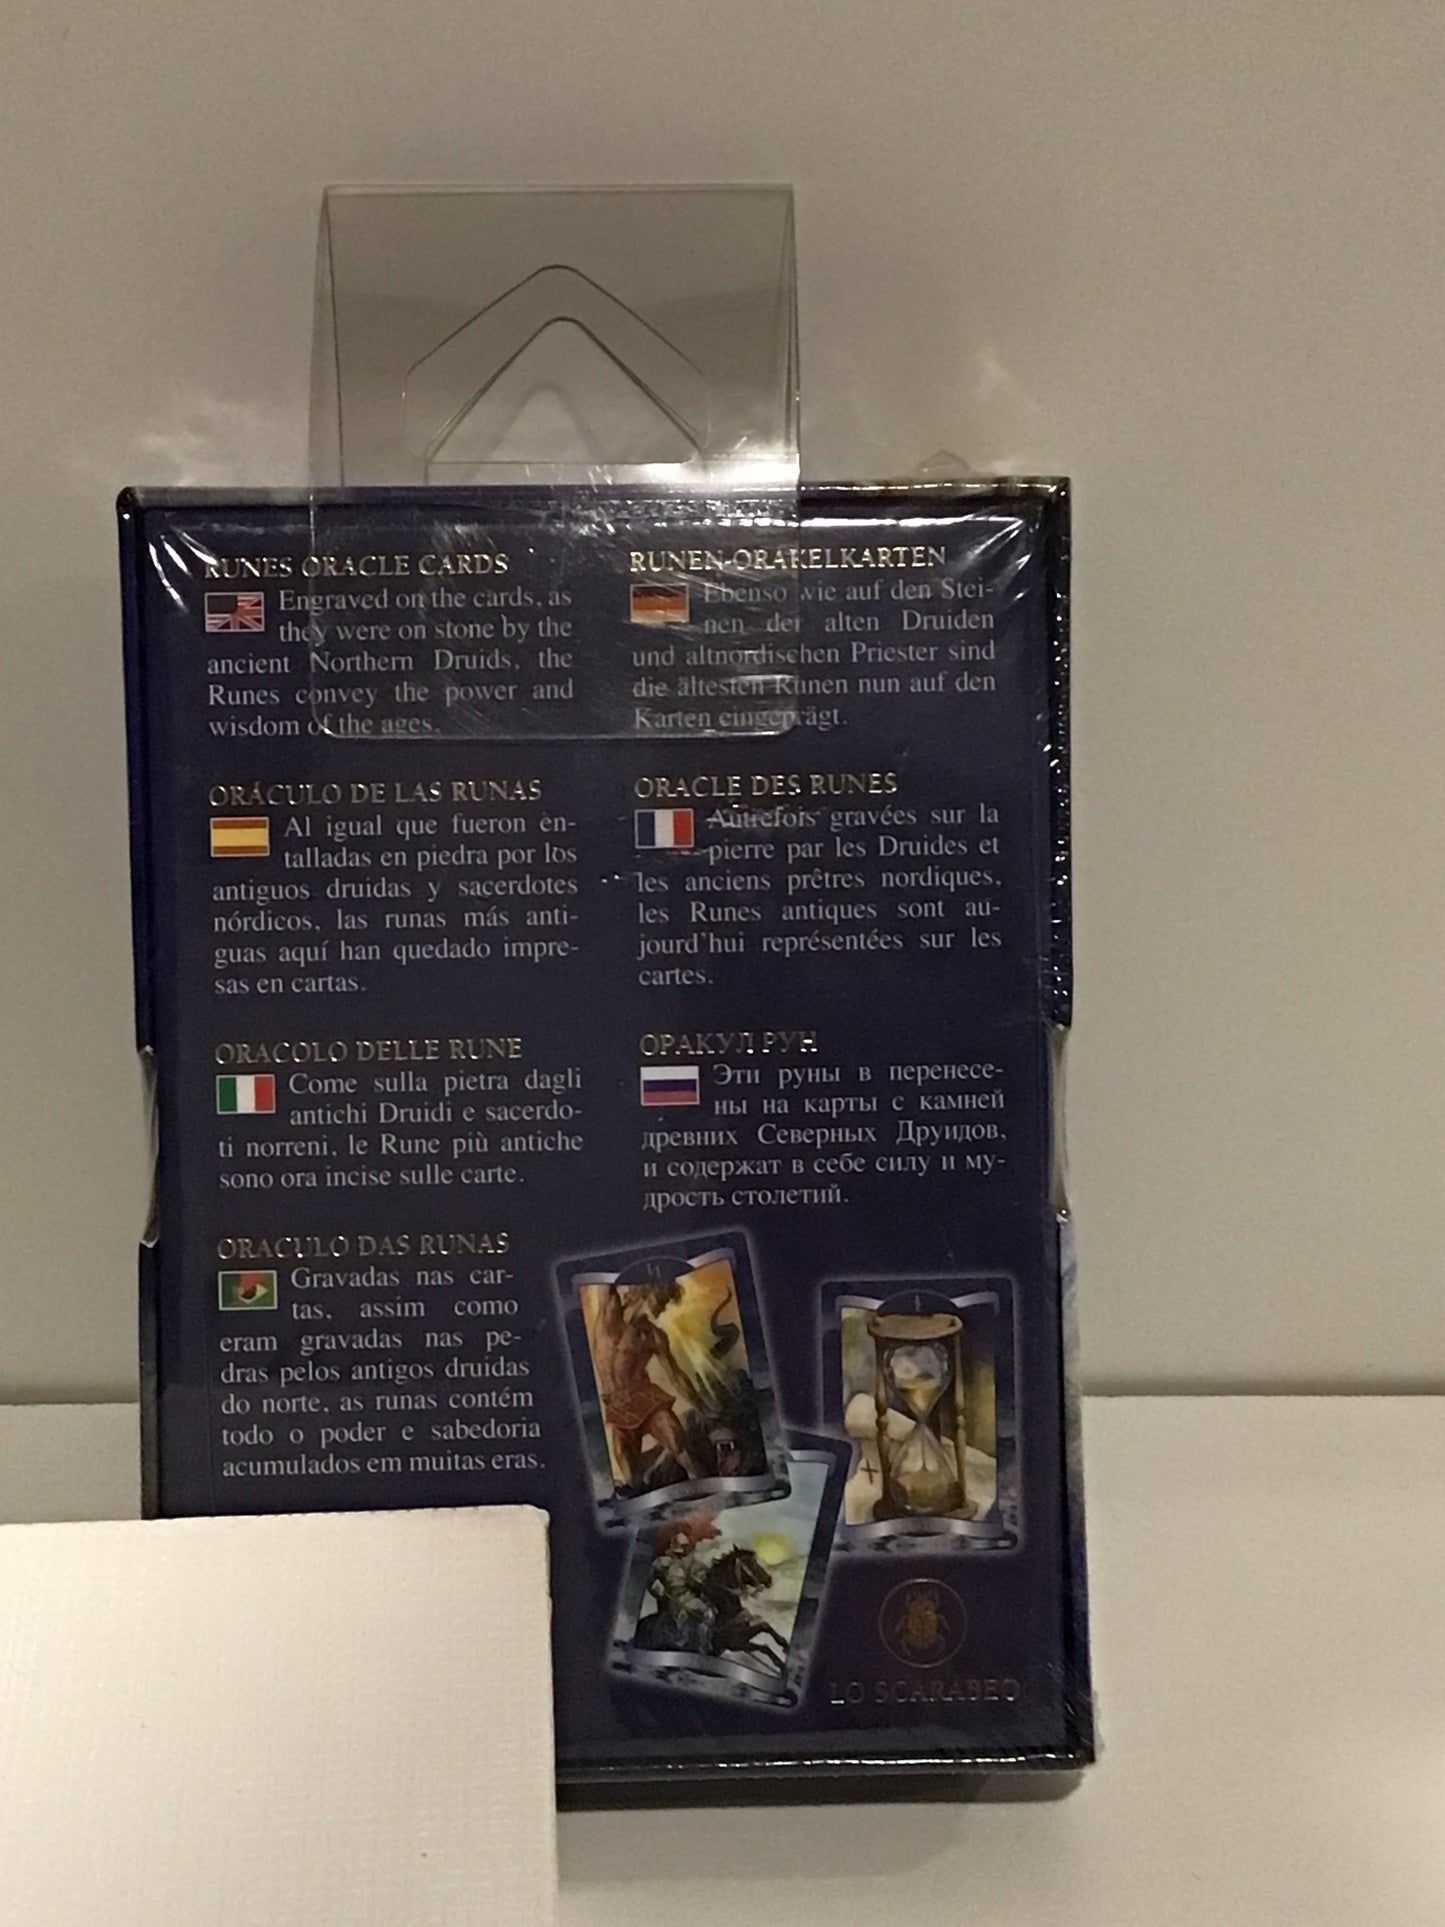 RUNES ORACLE CARDS
Engraved on the cards, as
they were on stone by the
ancient Northern Druids, the
Runes convey the power and
wisdom of the ages.
RUNEN-ORAKELKARTEN
Ebenso wie auf den Stei-
nen der alten Druiden
und altnordischen Priester sind
die ältesten Runen nun auf den
Karten eingeprägt.
ORÁCULO DE LAS RUNAS
Al igual que fueron en-
talladas en piedra por los
antiguos druidas y sacerdotes
nórdicos, las runas más anti-
guas aquí han quedado impre-
sas en cartas.
ORACLE DES RUNES
Autrefois gravées sur la
pierre par les Druides et
les anciens prêtres nordiques,
les Runes antiques sont au-
jourd'hui représentées sur les
cartes.
ORACOLO DELLE RUNE
Come sulla pietra dagli
antichi Druidi e sacerdo-
ti norreni, le Rune più antiche
sono ora incise sulle carte.
ОРАКУЛ РУН
Эти руны в перенесе-
ны на карты с камней
древних Северных Друидов,
и содержат в себе силу и му-
дрость столетий.
ORACULO DAS RUNAS
Gravadas nas car-
tas, assim como
eram gravadas nas pe-
dras pelos antigos druidas
do norte, as runas contém
todo o poder e sabedoria
acumulados em muitas eras.
LO SCARABEO